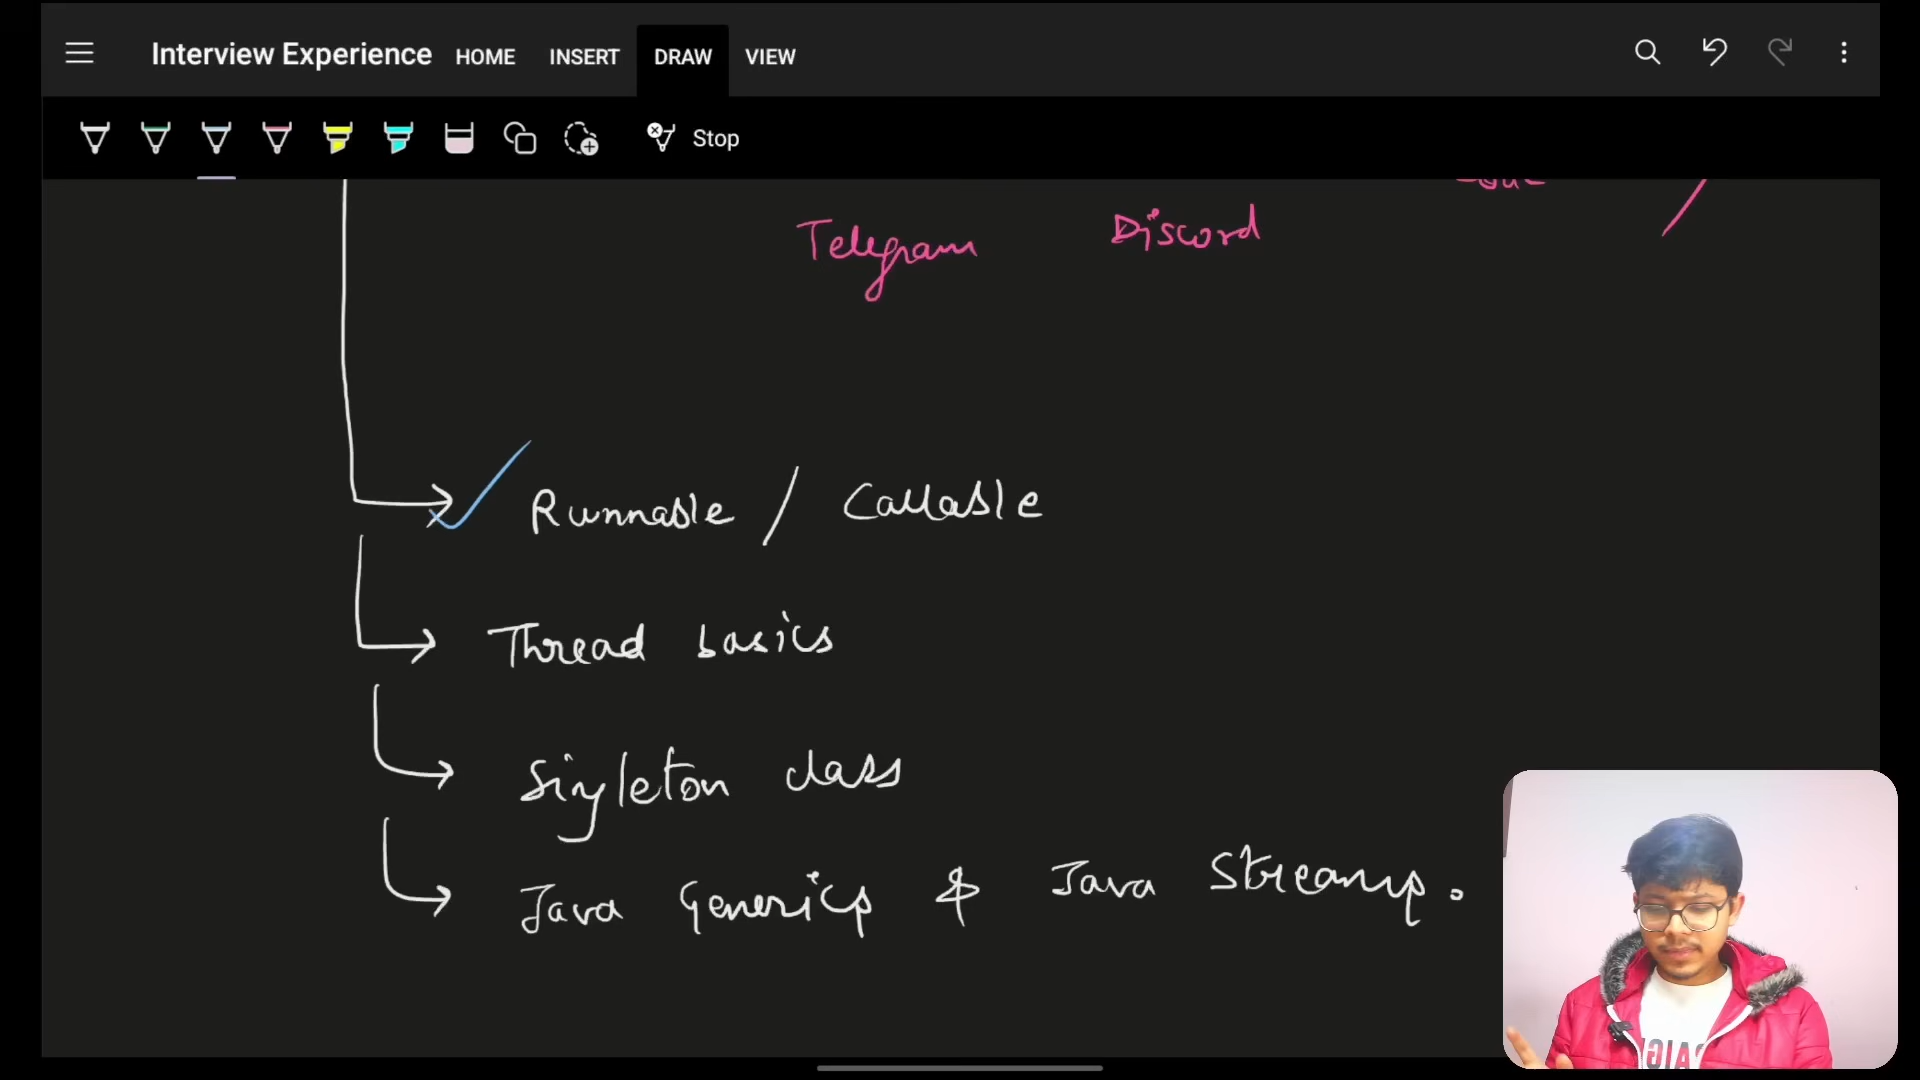 Interview Experience HOME INSERT DRAW VIEW
Stop
Telegram Discord
Runnable / Callable
Thread basics
Singleton class
Java Generics & Java Streams.